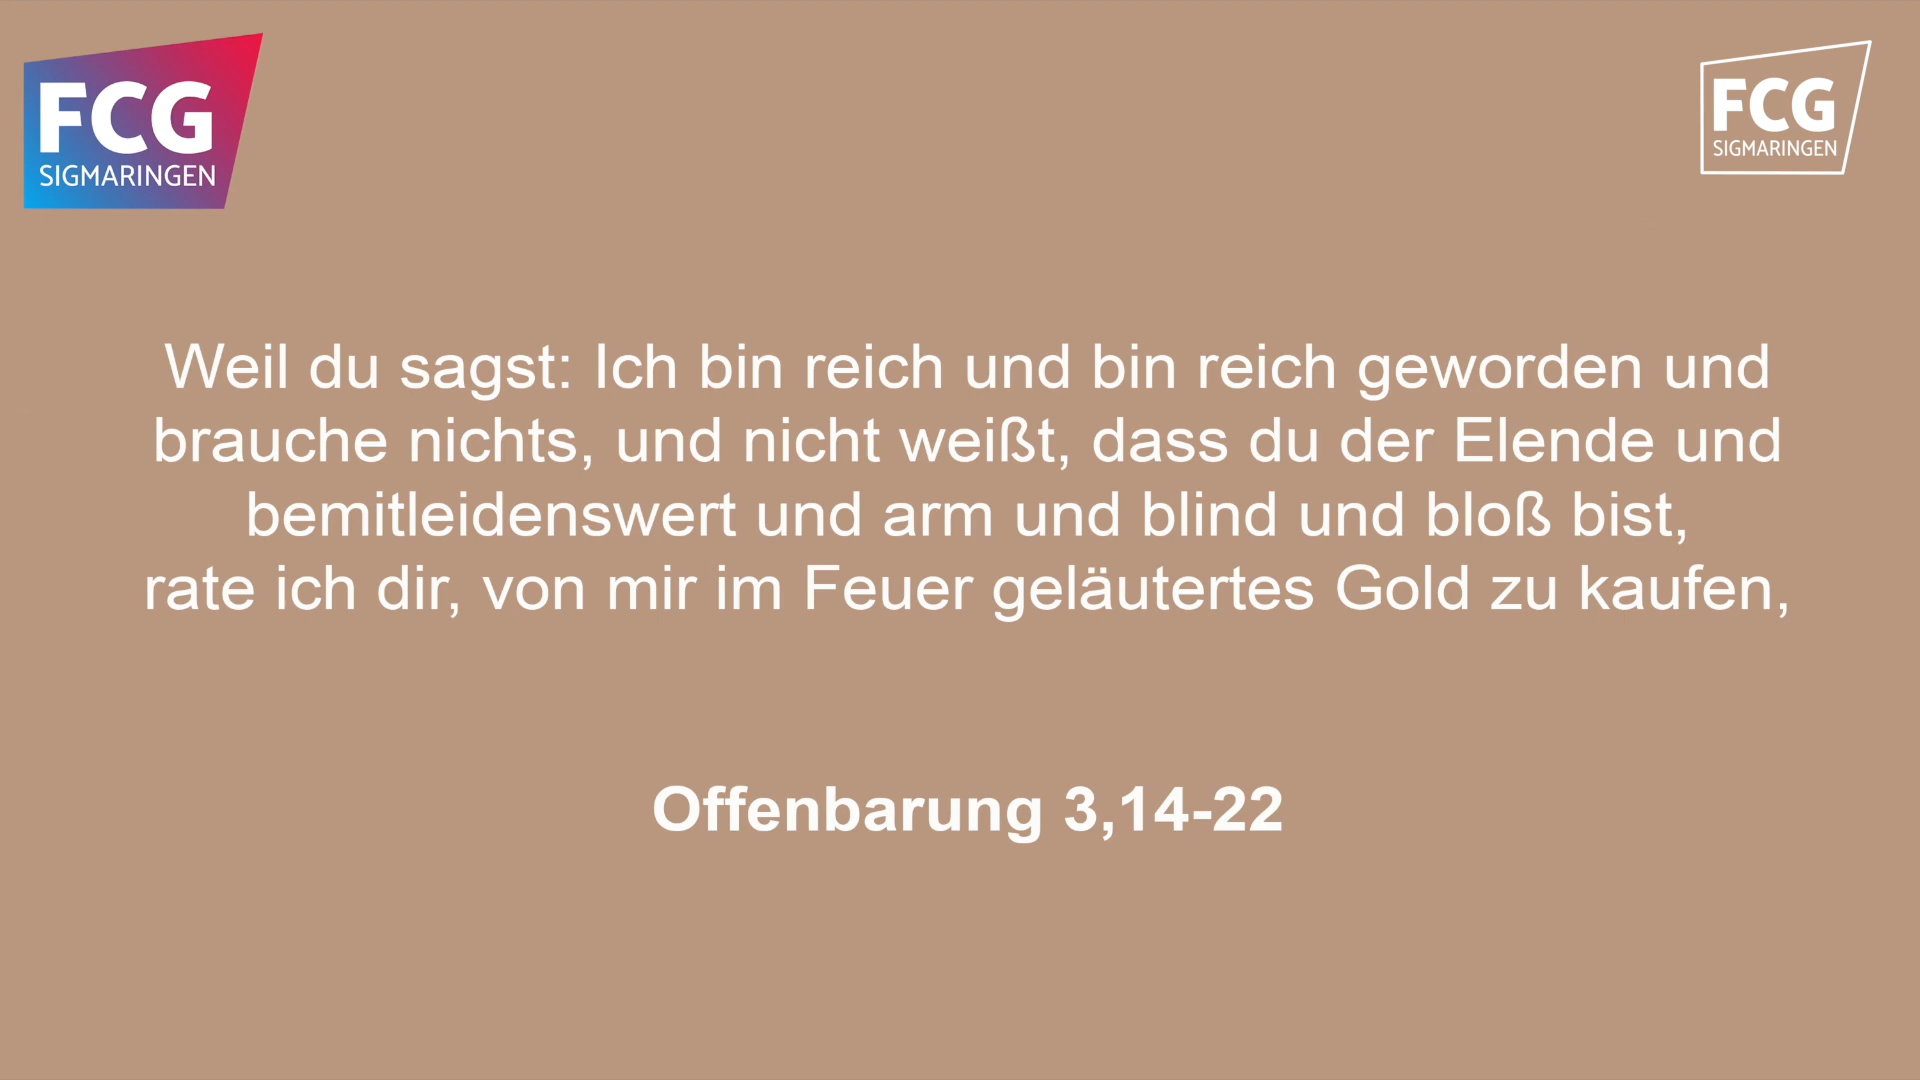 FCG
SIGMARINGEN
FCG
SIGMARINGEN
Weil du sagst: Ich bin reich und bin reich geworden und
brauche nichts, und nicht weißt, dass du der Elende und
bemitleidenswert und arm und blind und bloß bist,
rate ich dir, von mir im Feuer geläutertes Gold zu kaufen,
Offenbarung 3,14-22